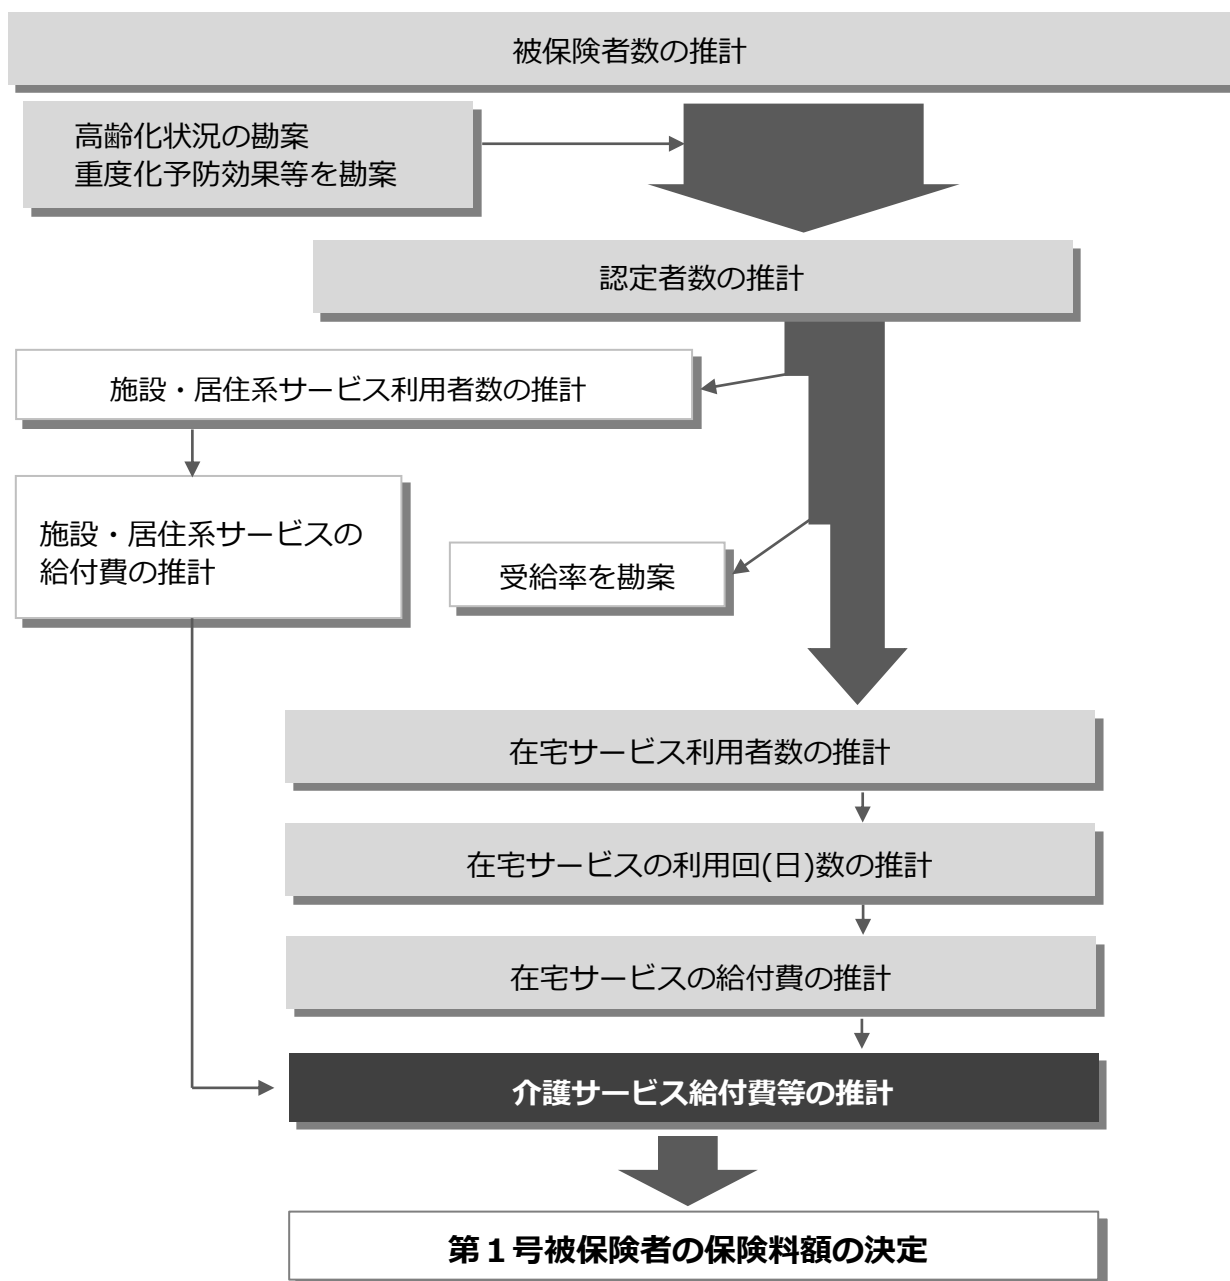 被保険者数の推計
高齢化状況の勘案
重度化予防効果等を勘案
認定者数の推計
施設・居住系サービス利用者数の推計
施設・居住系サービスの
給付費の推計
受給率を勘案
在宅サービス利用者数の推計
在宅サービスの利用回(日)数の推計
在宅サービスの給付費の推計
介護サービス給付費等の推計
第１号被保険者の保険料額の決定